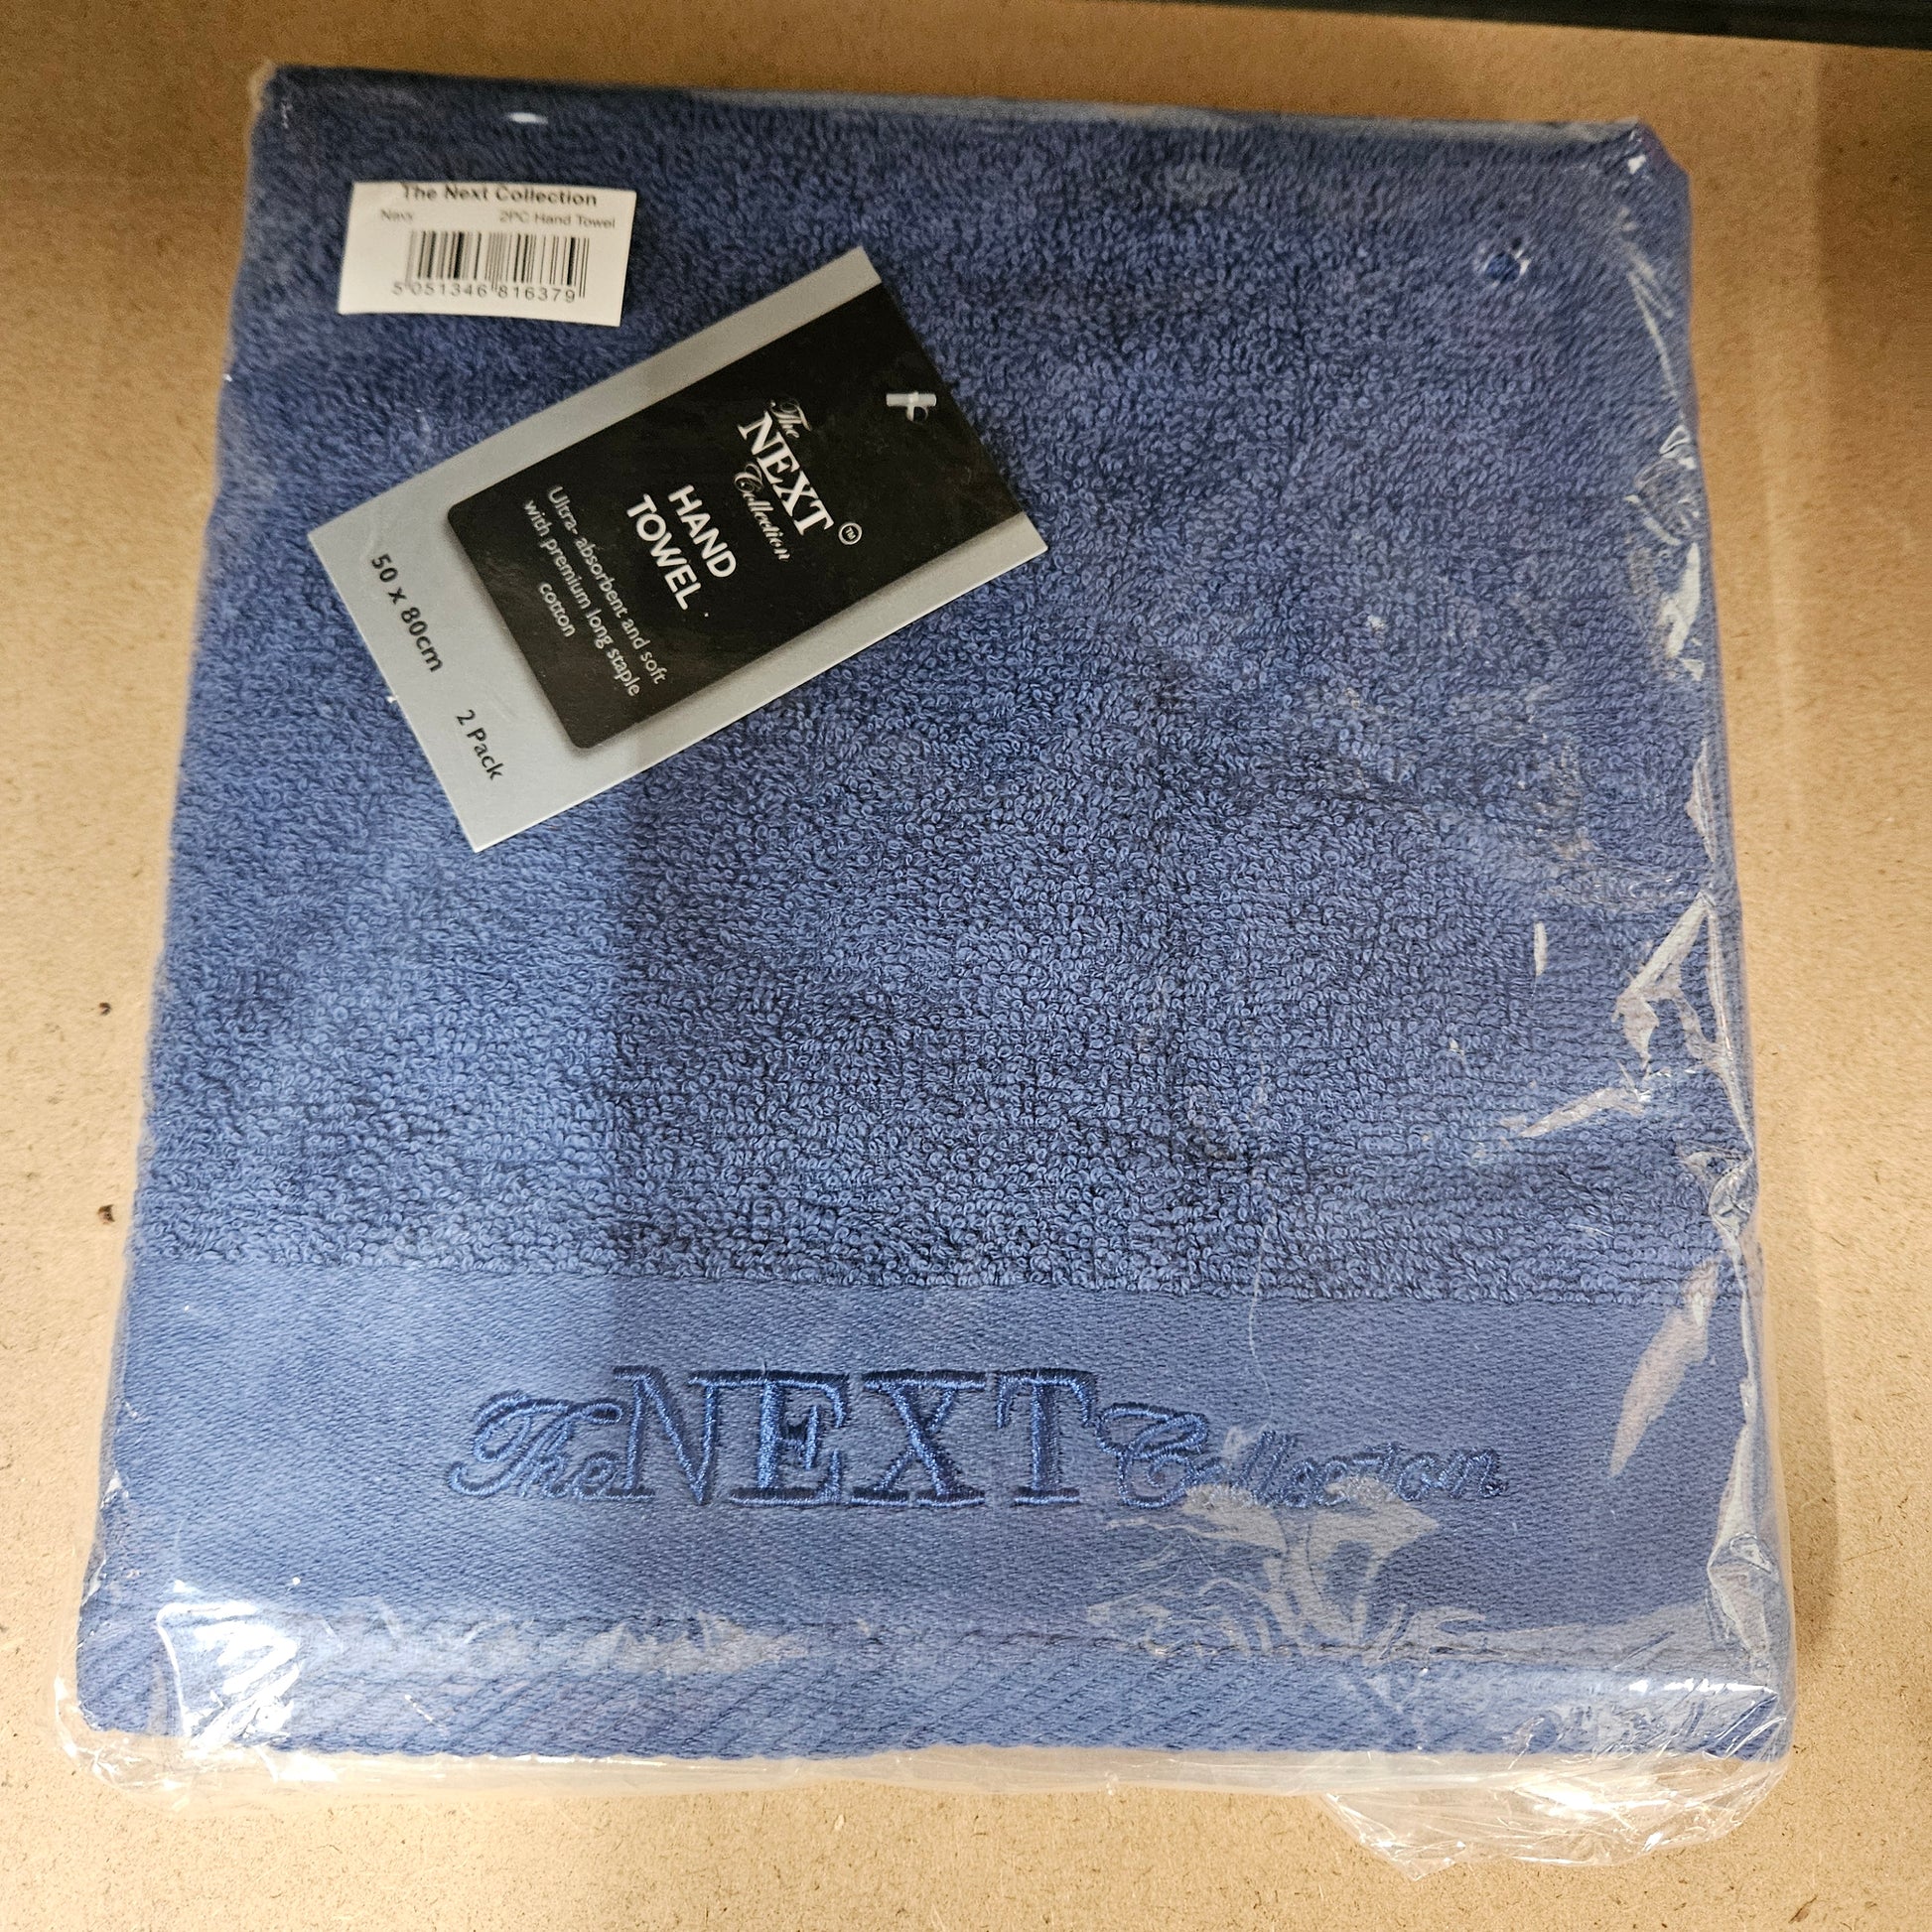 The Next Collection
Navy 2PC Hand Towel
5 051346 816379
The
NEXT
Collection
TM
HAND
TOWEL
Ultra-absorbent and soft
with premium long staple
cotton
50 x 80cm 2 Pack
The NEXT Collection